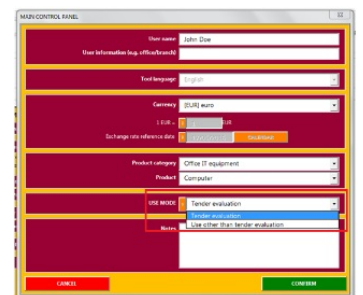 MAIN CONTROL PANEL
User name John Doe
User information (e.g. office/branch)
Tool language English
Currency [EUR] euro
1 EUR = EUR
Exchange rate reference date
Product category Office IT equipment
Product Computer
USE MODE Tender evaluation
Tender evaluation
Use other than tender evaluation
Notes
CANCEL CONFIRM